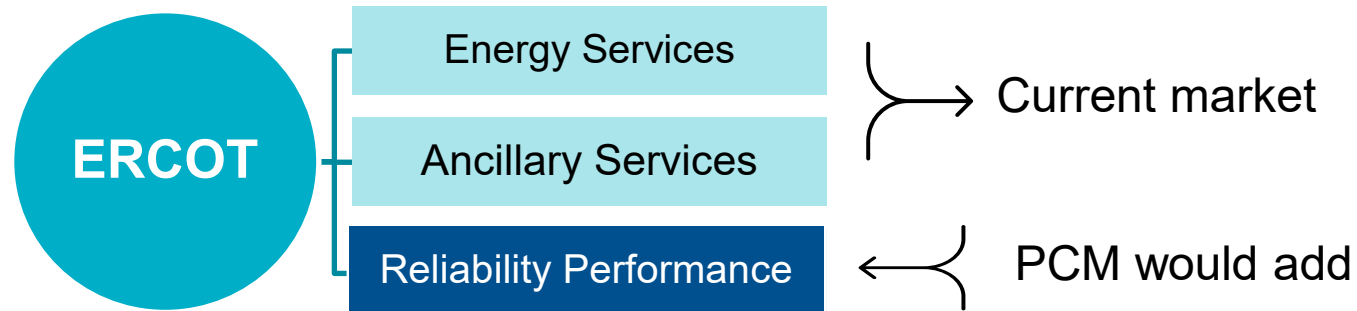 ERCOT
Energy Services
Ancillary Services
Reliability Performance
Current market
PCM would add